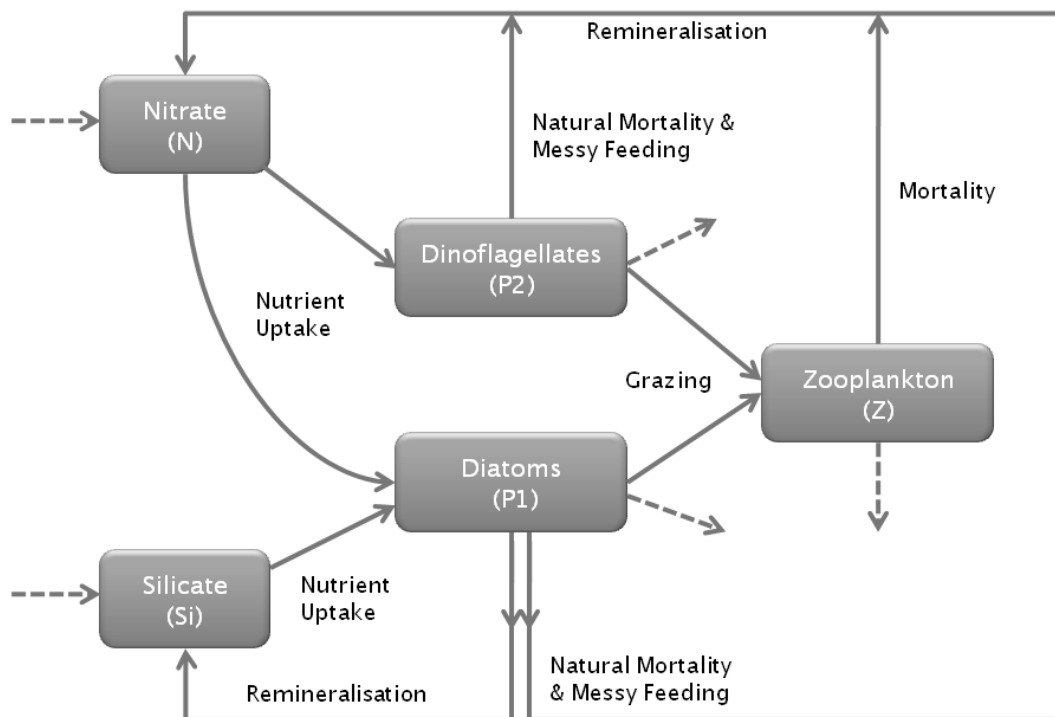 Remineralisation
Nitrate
(N)
Natural Mortality &
Messy Feeding
Mortality
Dinoflagellates
(P2)
Nutrient
Uptake
Grazing
Zooplankton
(Z)
Diatoms
(P1)
Silicate
(Si)
Nutrient
Uptake
Natural Mortality
& Messy Feeding
Remineralisation